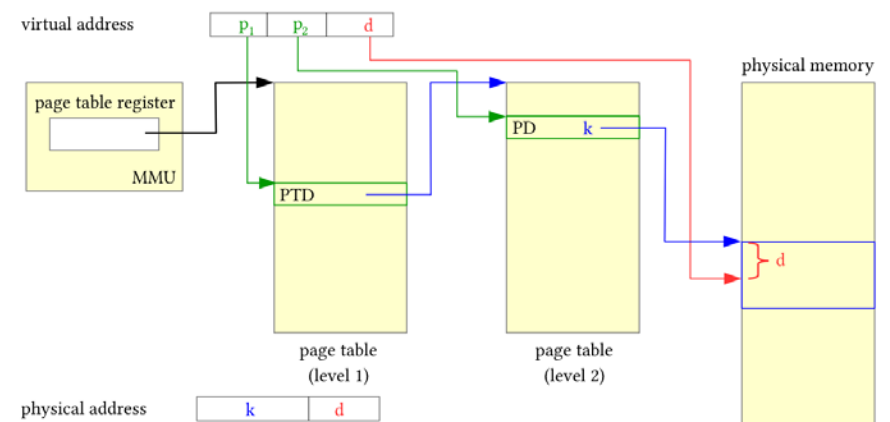 virtual address
p1 p2 d
physical memory
page table register
MMU
PTD
PD k
d
page table
(level 1)
page table
(level 2)
physical address
k d